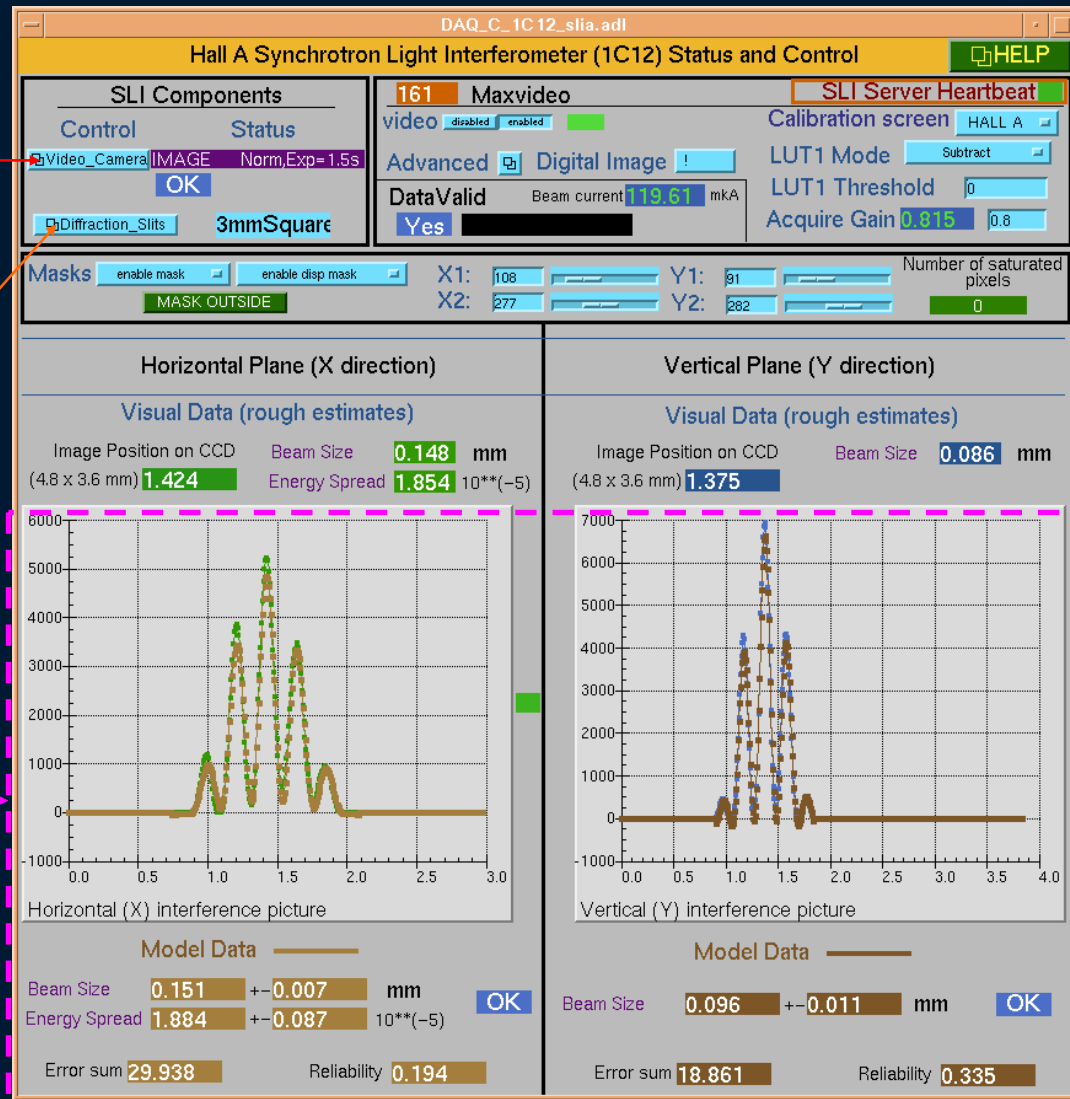 DAQ_C_1C12_slia.adl
Hall A Synchrotron Light Interferometer (1C12) Status and Control
HELP
SLI Components
Control Status
Video_Camera IMAGE Norm,Exp=1.5s
OK
Diffraction_Slits 3mmSquare
161 Maxvideo
SLI Server Heartbeat
video disabled enabled
Calibration screen HALL A
Advanced Digital Image !
LUT1 Mode Subtract
DataValid Beam current 119.61 mkA
LUT1 Threshold 0
Yes
Acquire Gain 0.815 0.8
Masks enable mask enable disp mask
MASK OUTSIDE
X1: 108 Y1: 91
X2: 277 Y2: 282
Number of saturated
pixels
0
Horizontal Plane (X direction)
Visual Data (rough estimates)
Image Position on CCD Beam Size 0.148 mm
(4.8 x 3.6 mm) 1.424 Energy Spread 1.854 10**(-5)
6000
5000
4000
3000
2000
1000
0
-1000
0.0 0.5 1.0 1.5 2.0 2.5 3.0
Horizontal (X) interference picture
Model Data
Beam Size 0.151 +-0.007 mm
OK
Energy Spread 1.884 +-0.087 10**(-5)
Error sum 29.938 Reliability 0.194
Vertical Plane (Y direction)
Visual Data (rough estimates)
Image Position on CCD Beam Size 0.086 mm
(4.8 x 3.6 mm) 1.375
7000
6000
5000
4000
3000
2000
1000
0
-1000
0.0 0.5 1.0 1.5 2.0 2.5 3.0 3.5 4.0
Vertical (Y) interference picture
Model Data
Beam Size 0.096 +-0.011 mm OK
Error sum 18.861 Reliability 0.335